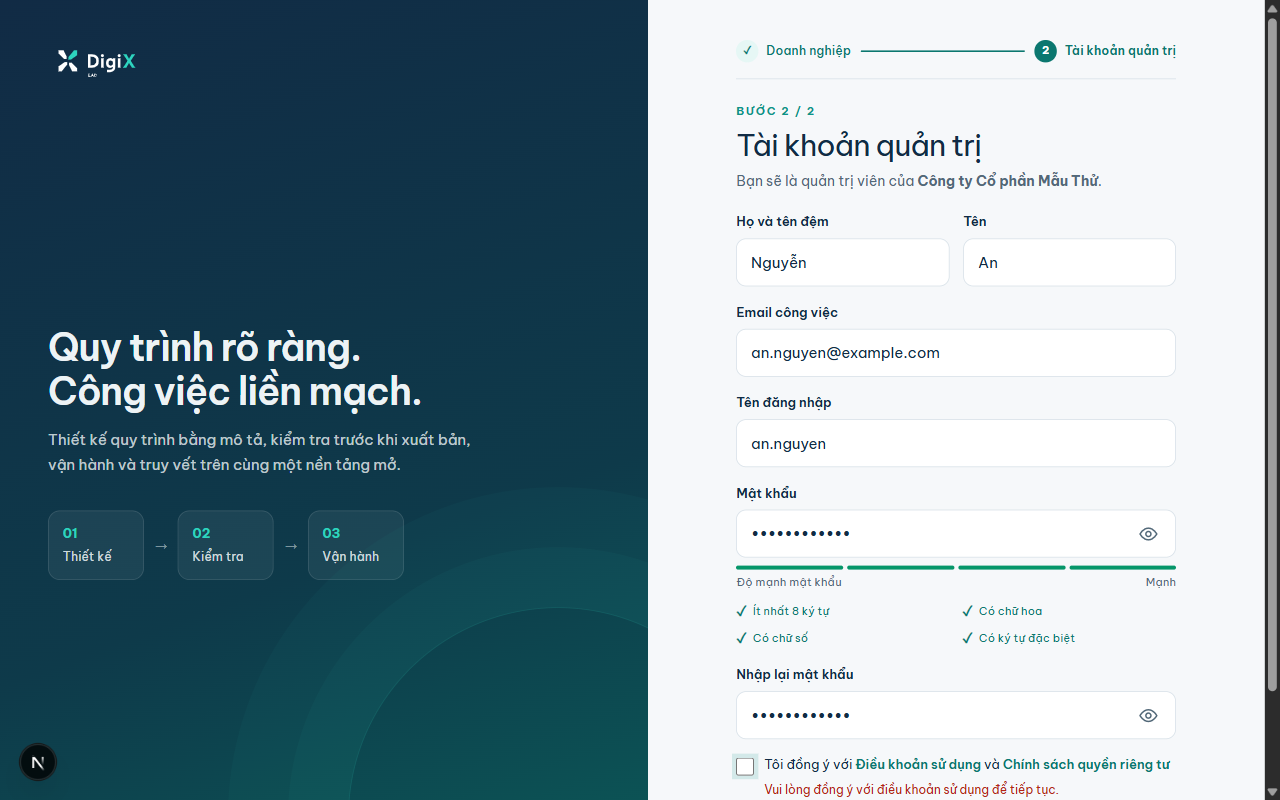 DigiX
Quy trình rõ ràng.
Công việc liền mạch.
Thiết kế quy trình bằng mô tả, kiểm tra trước khi xuất bản,
vận hành và truy vết trên cùng một nền tảng mở.
01
Thiết kế
→
02
Kiểm tra
→
03
Vận hành
N
✓ Doanh nghiệp
2 Tài khoản quản trị
BƯỚC 2 / 2
Tài khoản quản trị
Bạn sẽ là quản trị viên của Công ty Cổ phần Mẫu Thử.
Họ và tên đệm
Tên
Nguyễn
An
Email công việc
an.nguyen@example.com
Tên đăng nhập
an.nguyen
Mật khẩu
••••••••••••
Độ mạnh mật khẩu
Mạnh
✓ Ít nhất 8 ký tự
✓ Có chữ hoa
✓ Có chữ số
✓ Có ký tự đặc biệt
Nhập lại mật khẩu
••••••••••••
Tôi đồng ý với Điều khoản sử dụng và Chính sách quyền riêng tư
Vui lòng đồng ý với điều khoản sử dụng để tiếp tục.